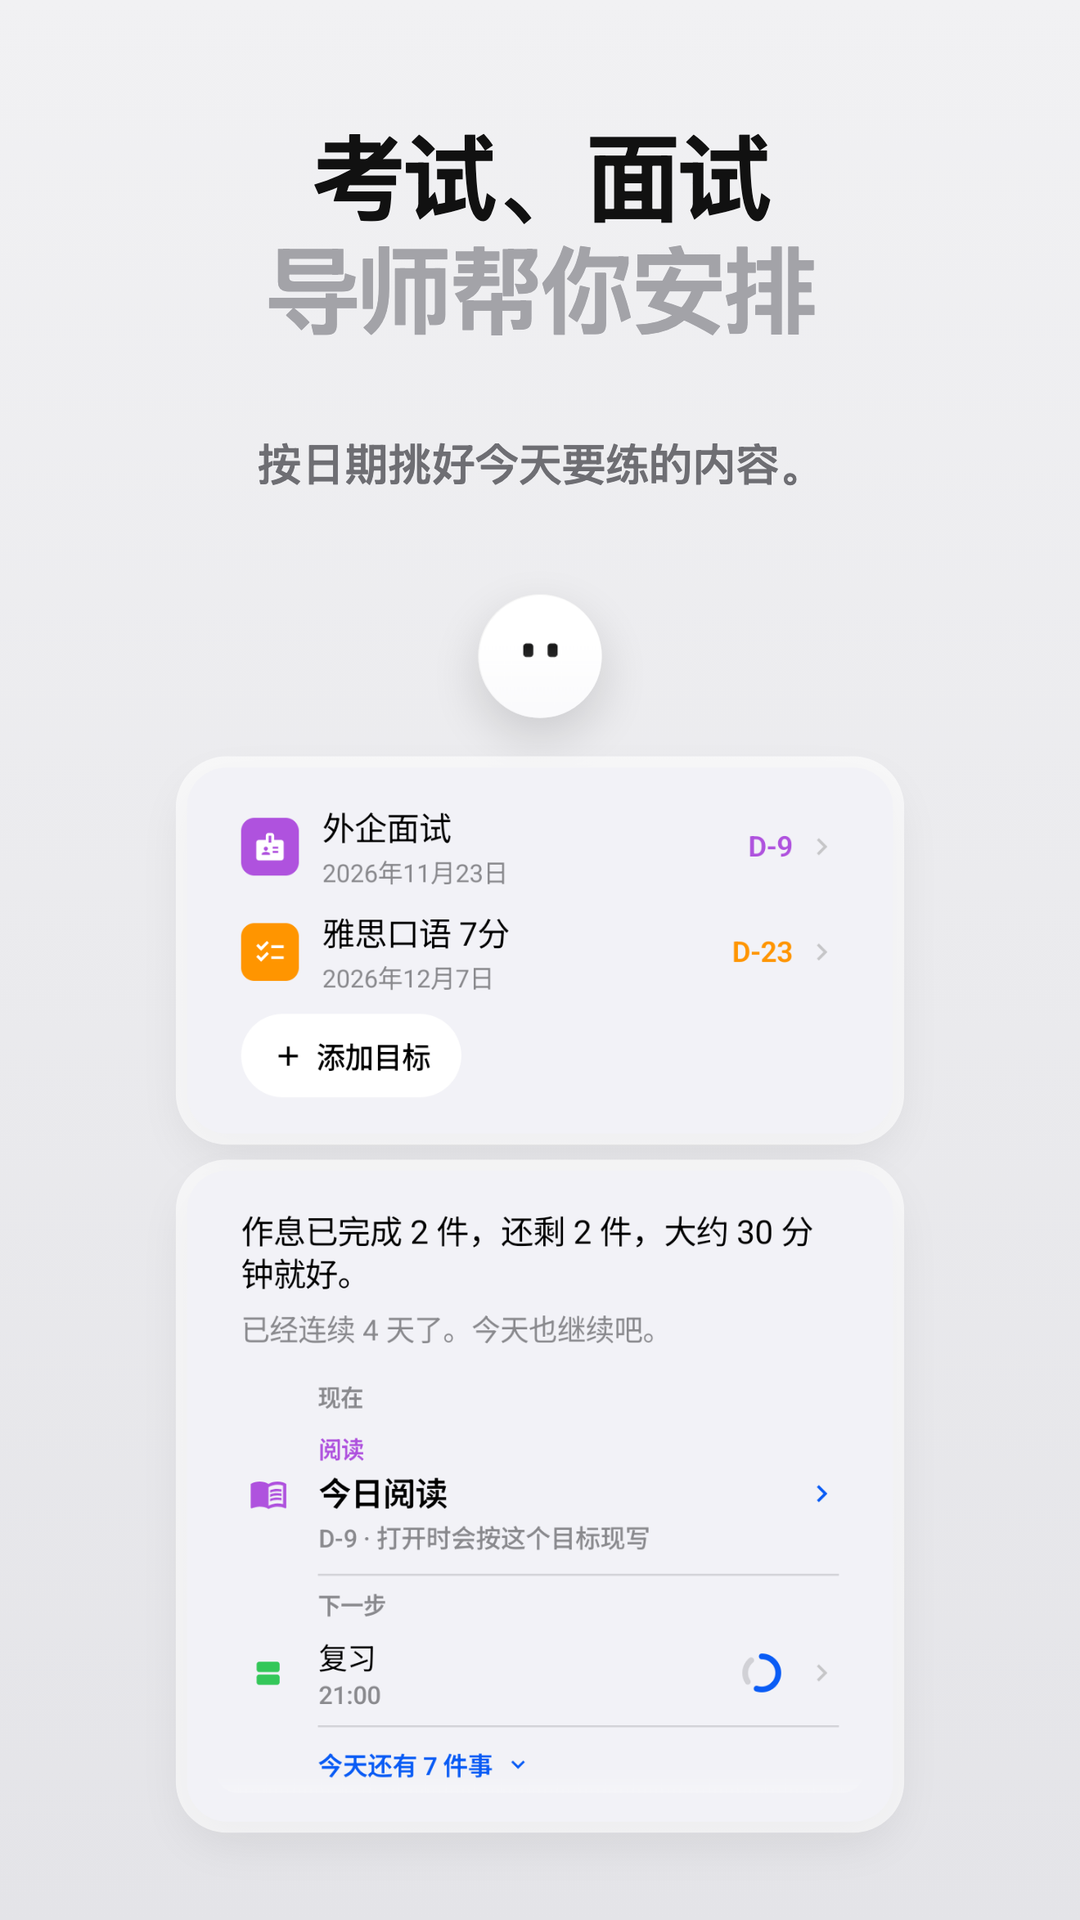 考试、面试
导师帮你安排
按日期挑好今天要练的内容。
外企面试
2026年11月23日
D-9
雅思口语 7分
2026年12月7日
D-23
添加目标
作息已完成 2 件，还剩 2 件，大约 30 分
钟就好。
已经连续 4 天了。今天也继续吧。
现在
阅读
今日阅读
D-9 · 打开时会按这个目标现写
下一步
复习
21:00
今天还有 7 件事